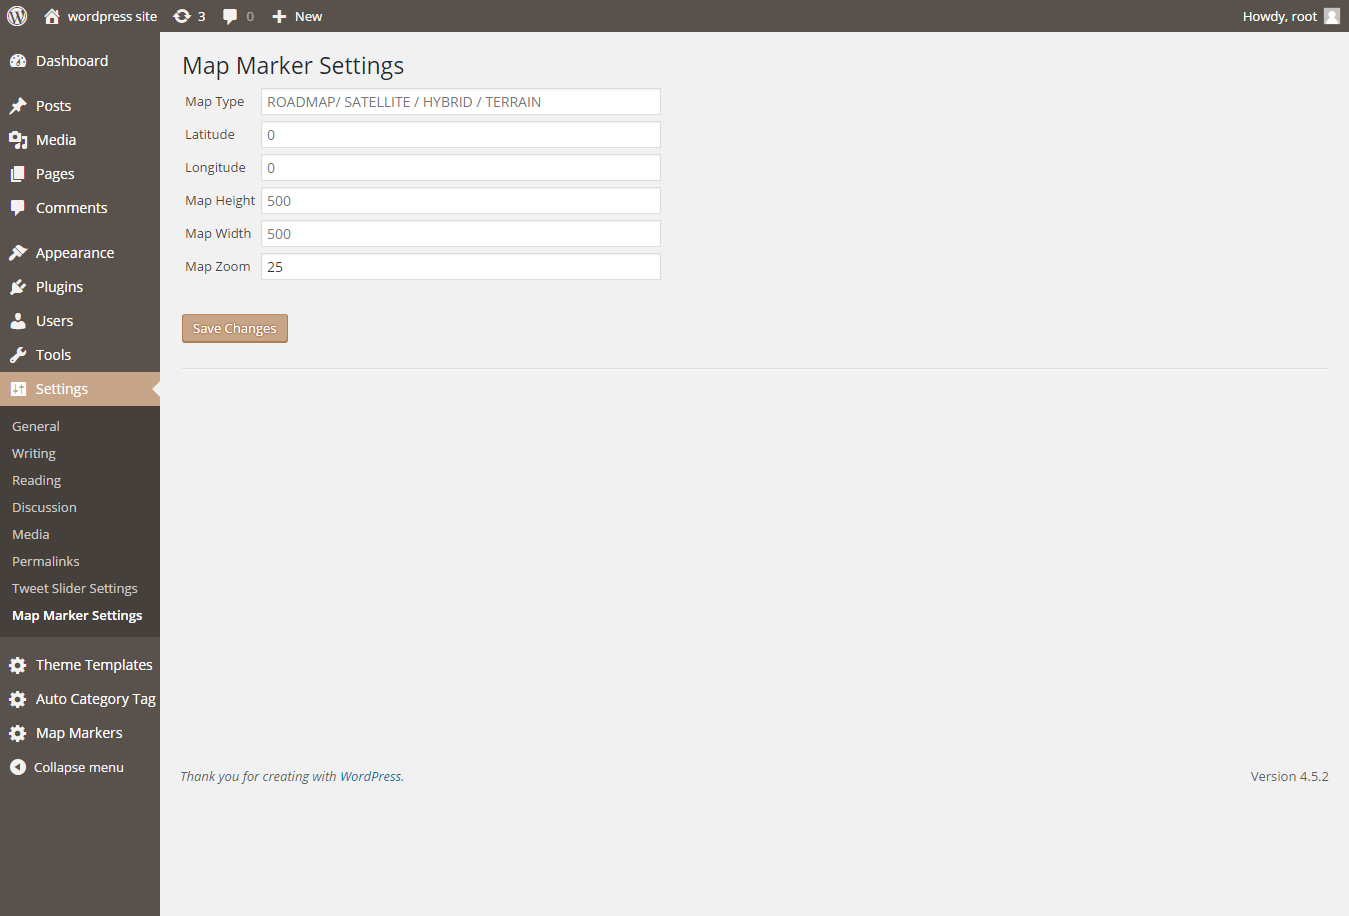 wordpress site 3 0 New Howdy, root
Dashboard
Posts
Media
Pages
Comments
Appearance
Plugins
Users
Tools
Settings
General
Writing
Reading
Discussion
Media
Permalinks
Tweet Slider Settings
Map Marker Settings
Theme Templates
Auto Category Tag
Map Markers
Collapse menu
Map Marker Settings
Map Type ROADMAP/ SATELLITE / HYBRID / TERRAIN
Latitude 0
Longitude 0
Map Height 500
Map Width 500
Map Zoom 25
Save Changes
Thank you for creating with WordPress. Version 4.5.2